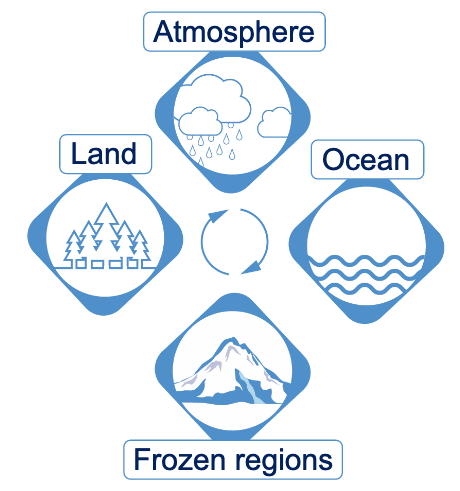 Atmosphere
Land
Ocean
Frozen regions